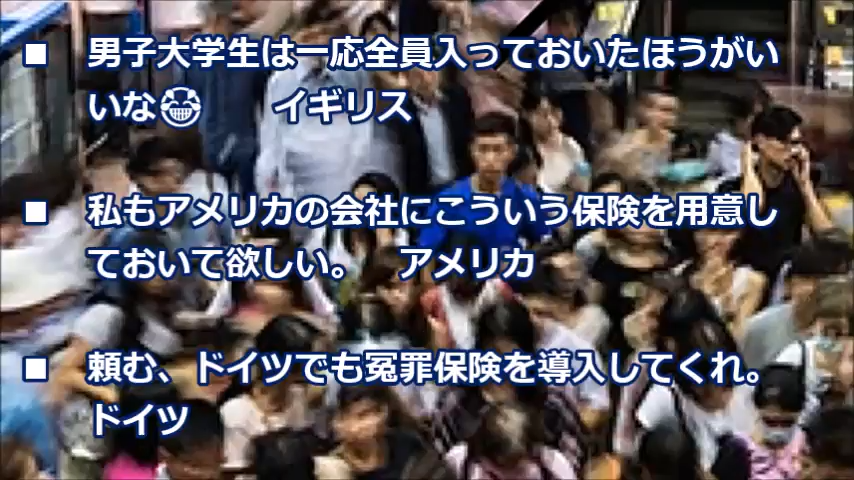 ■ 男子大学生は一応全員入っておいたほうがい
いな😂 イギリス
■ 私もアメリカの会社にこういう保険を用意し
ておいて欲しい。 アメリカ
■ 頼む、ドイツでも冤罪保険を導入してくれ。
ドイツ